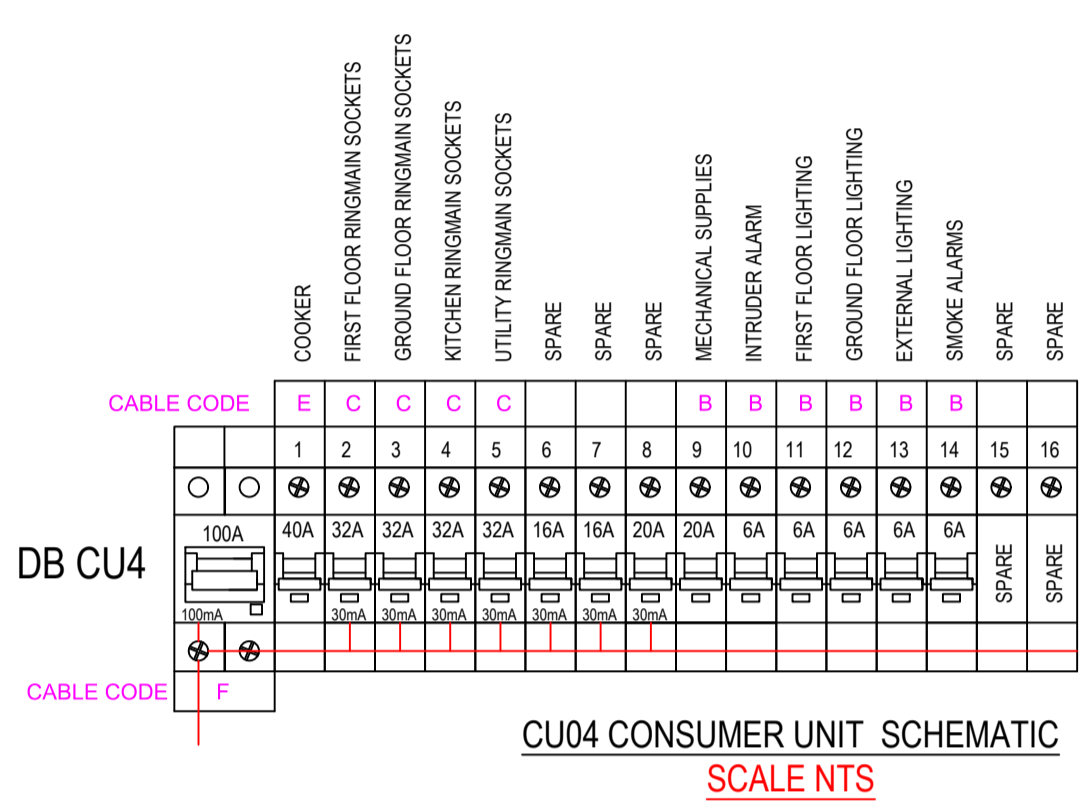 COOKER
FIRST FLOOR RINGMAIN SOCKETS
GROUND FLOOR RINGMAIN SOCKETS
KITCHEN RINGMAIN SOCKETS
UTILITY RINGMAIN SOCKETS
SPARE
SPARE
SPARE
MECHANICAL SUPPLIES
INTRUDER ALARM
FIRST FLOOR LIGHTING
GROUND FLOOR LIGHTING
EXTERNAL LIGHTING
SMOKE ALARMS
SPARE
SPARE
CABLE CODE E C C C C B B B B B B
1 2 3 4 5 6 7 8 9 10 11 12 13 14 15 16
100A 40A 32A 32A 32A 32A 16A 16A 20A 20A 6A 6A 6A 6A 6A
DB CU4
SPARE
SPARE
100mA 30mA 30mA 30mA 30mA 30mA 30mA 30mA
CABLE CODE F
CU04 CONSUMER UNIT SCHEMATIC
SCALE NTS